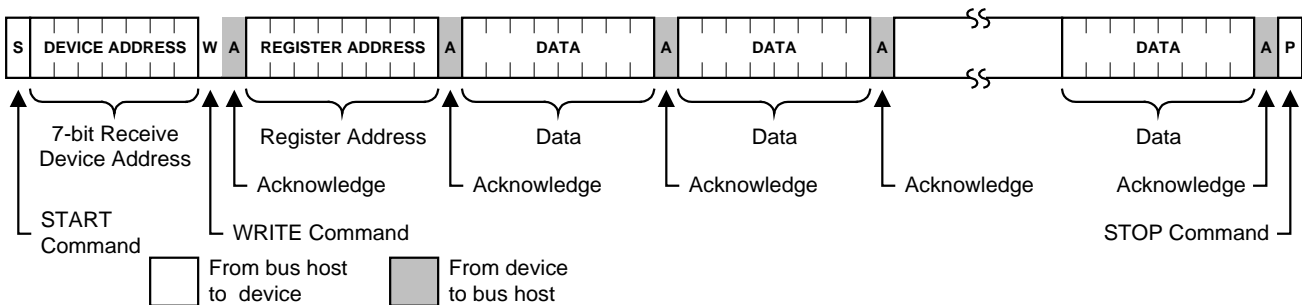 S DEVICE ADDRESS W A REGISTER ADDRESS A DATA A DATA A DATA A P
7-bit Receive
Device Address
Register Address
Data
Data
Data
Acknowledge
Acknowledge
Acknowledge
Acknowledge
Acknowledge
START
Command
WRITE Command
STOP Command
From bus host
to device
From device
to bus host